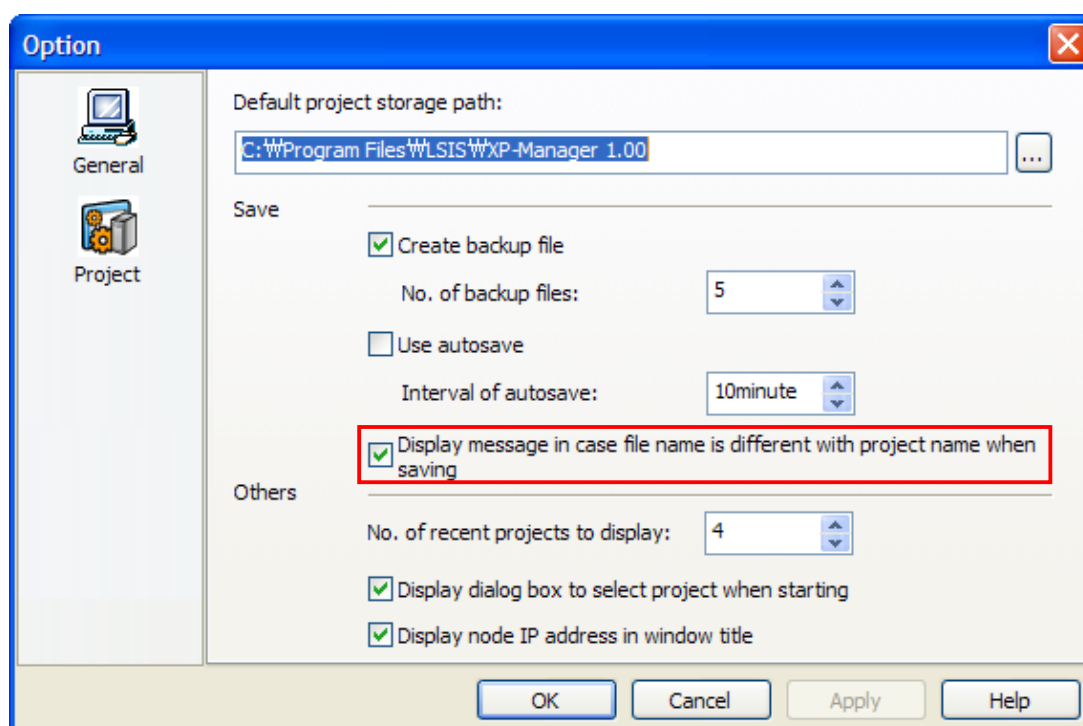 Option
General
Project
Default project storage path:
C:₩Program Files₩LSIS₩XP-Manager 1.00
...
Save
Create backup file
No. of backup files:
5
Use autosave
Interval of autosave:
10minute
Display message in case file name is different with project name when
saving
Others
No. of recent projects to display:
4
Display dialog box to select project when starting
Display node IP address in window title
OK
Cancel
Apply
Help